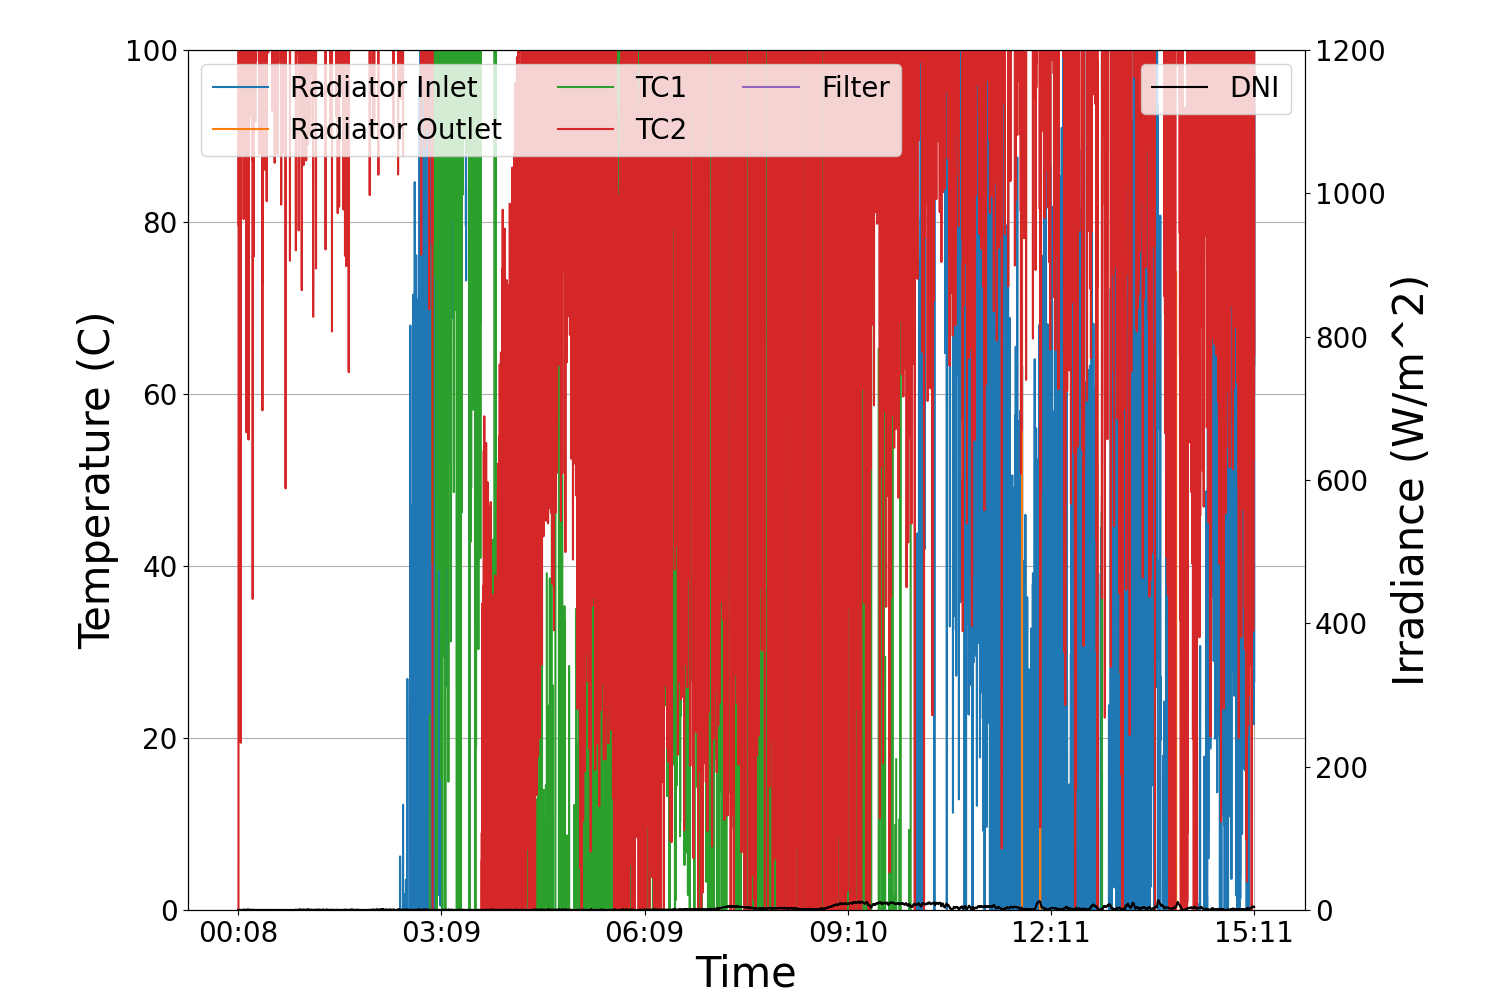 100
80
60
40
20
0
Temperature (C)
Radiator Inlet
Radiator Outlet
TC1
TC2
Filter
DNI
1200
1000
800
600
400
200
0
Irradiance (W/m^2)
00:08 03:09 06:09 09:10 12:11 15:11
Time